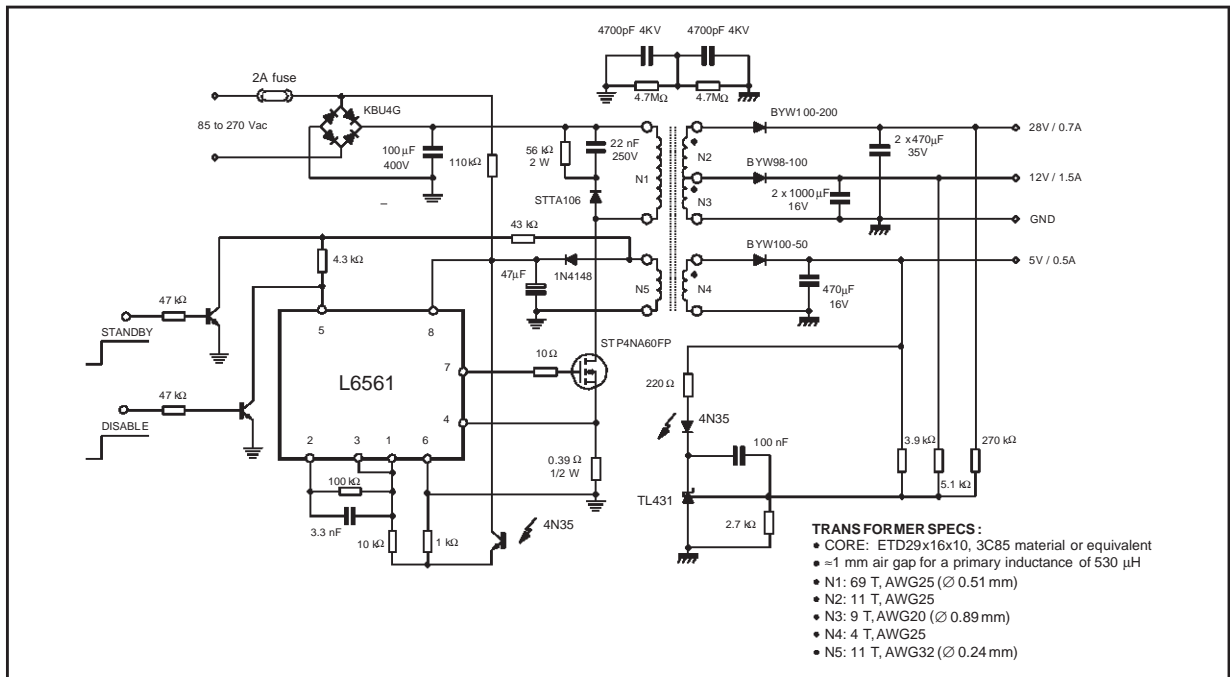 4700pF 4KV
4700pF 4KV
4.7MΩ
4.7MΩ
2A fuse
KBU4G
85 to 270 Vac
100 µF
400V
110kΩ
56 kΩ
2 W
22 nF
250V
STTA106
N1
N2
N3
BYW100-200
2 x 470µF
35V
28V / 0.7A
BYW98-100
2 x 1000µF
16V
12V / 1.5A
GND
43 kΩ
4.3kΩ
47µF
1N4148
N5
N4
BYW100-50
470µF
16V
5V / 0.5A
47 kΩ
STANDBY
47 kΩ
DISABLE
5
8
L6561
7
4
2
3
1
6
10Ω
STP4NA60FP
0.39 Ω
1/2 W
100 kΩ
3.3 nF
10 kΩ
1 kΩ
4N35
220 Ω
4N35
100 nF
TL431
2.7 kΩ
3.9 kΩ
5.1 kΩ
270 kΩ
TRANSFORMER SPECS:
• CORE: ETD29x16x10, 3C85 material or equivalent
• ≈1 mm air gap for a primary inductance of 530 µH
• N1: 69 T, AWG25 (∅ 0.51 mm)
• N2: 11 T, AWG25
• N3: 9 T, AWG20 (∅ 0.89 mm)
• N4: 4 T, AWG25
• N5: 11 T, AWG32 (∅ 0.24 mm)